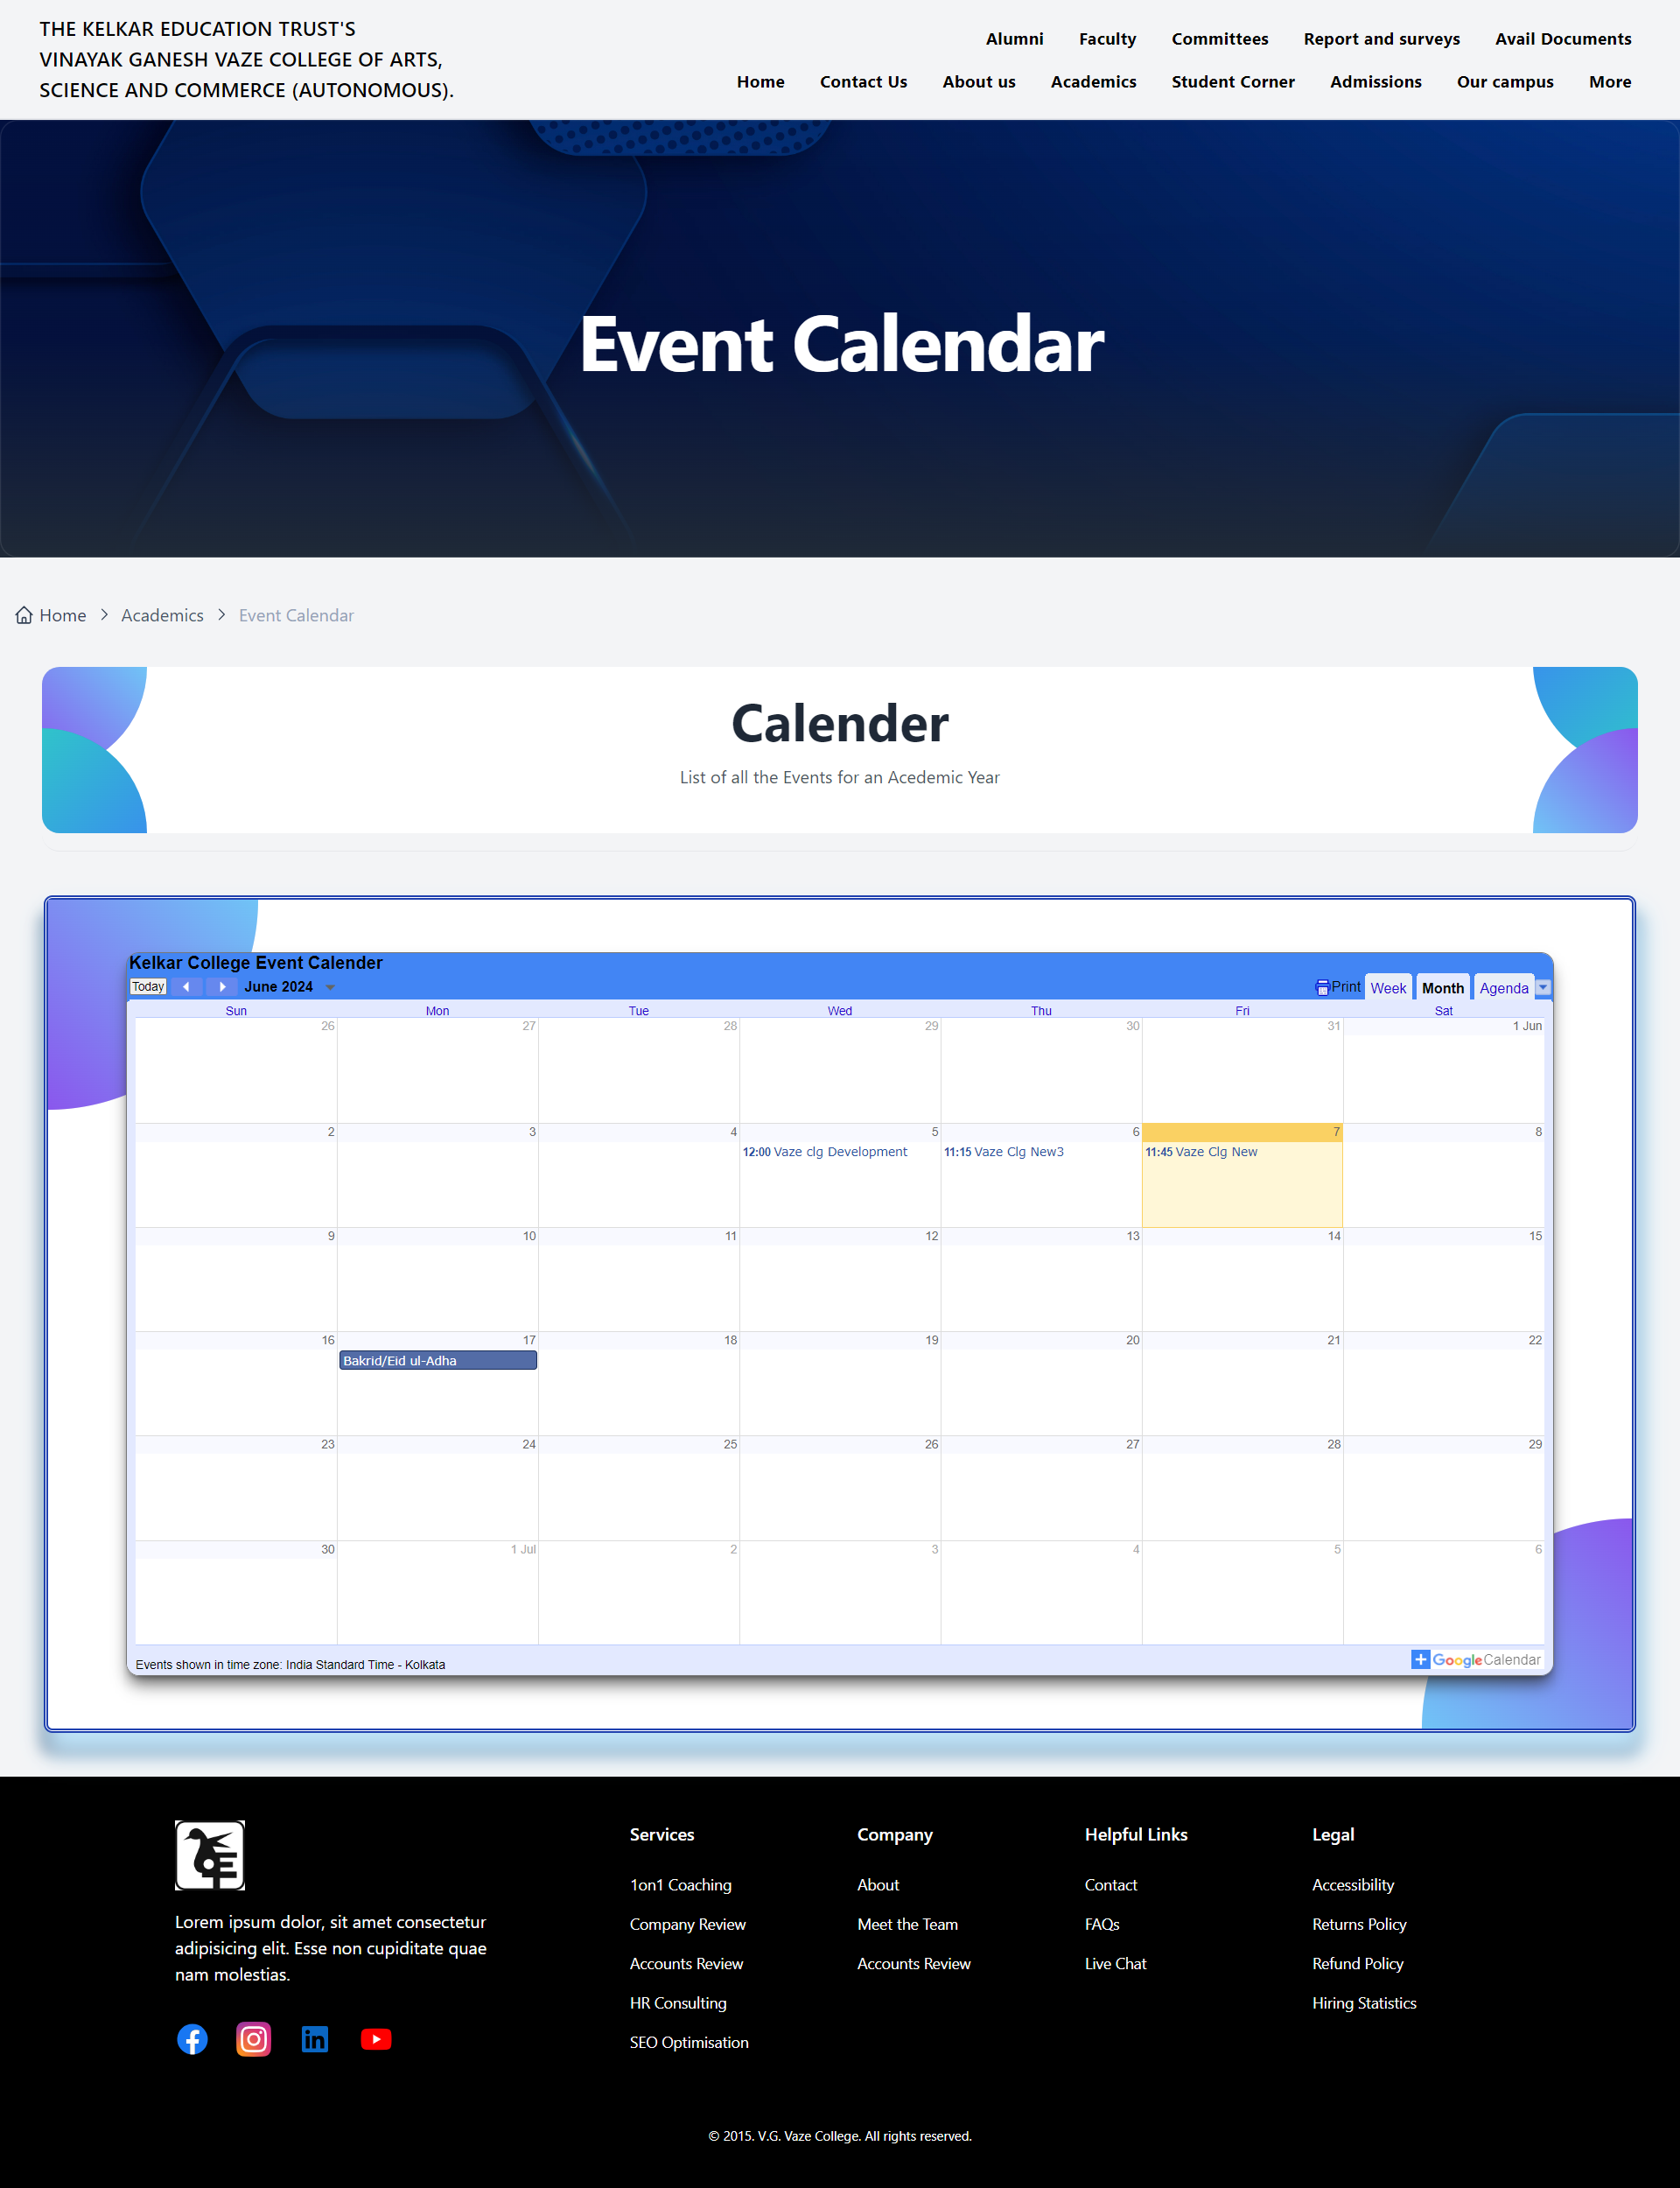 THE KELKAR EDUCATION TRUST'S
VINAYAK GANESH VAZE COLLEGE OF ARTS,
SCIENCE AND COMMERCE (AUTONOMOUS).
Alumni Faculty Committees Report and surveys Avail Documents
Home Contact Us About us Academics Student Corner Admissions Our campus More
Event Calendar
Home > Academics > Event Calendar
Calender
List of all the Events for an Acedemic Year
Kelkar College Event Calender
Today June 2024 Print Week Month Agenda
Sun Mon Tue Wed Thu Fri Sat
26 27 28 29 30 31 1 Jun
2 3 4 5 6 7 8
12:00 Vaze clg Development 11:15 Vaze Clg New3 11:45 Vaze Clg New
9 10 11 12 13 14 15
16 17 18 19 20 21 22
Bakrid/Eid ul-Adha
23 24 25 26 27 28 29
30 1 Jul 2 3 4 5 6
Events shown in time zone: India Standard Time - Kolkata
+ Google Calendar
Lorem ipsum dolor, sit amet consectetur
adipisicing elit. Esse non cupiditate quae
nam molestias.
Services
1on1 Coaching
Company Review
Accounts Review
HR Consulting
SEO Optimisation
Company
About
Meet the Team
Accounts Review
Helpful Links
Contact
FAQs
Live Chat
Legal
Accessibility
Returns Policy
Refund Policy
Hiring Statistics
© 2015. V.G. Vaze College. All rights reserved.